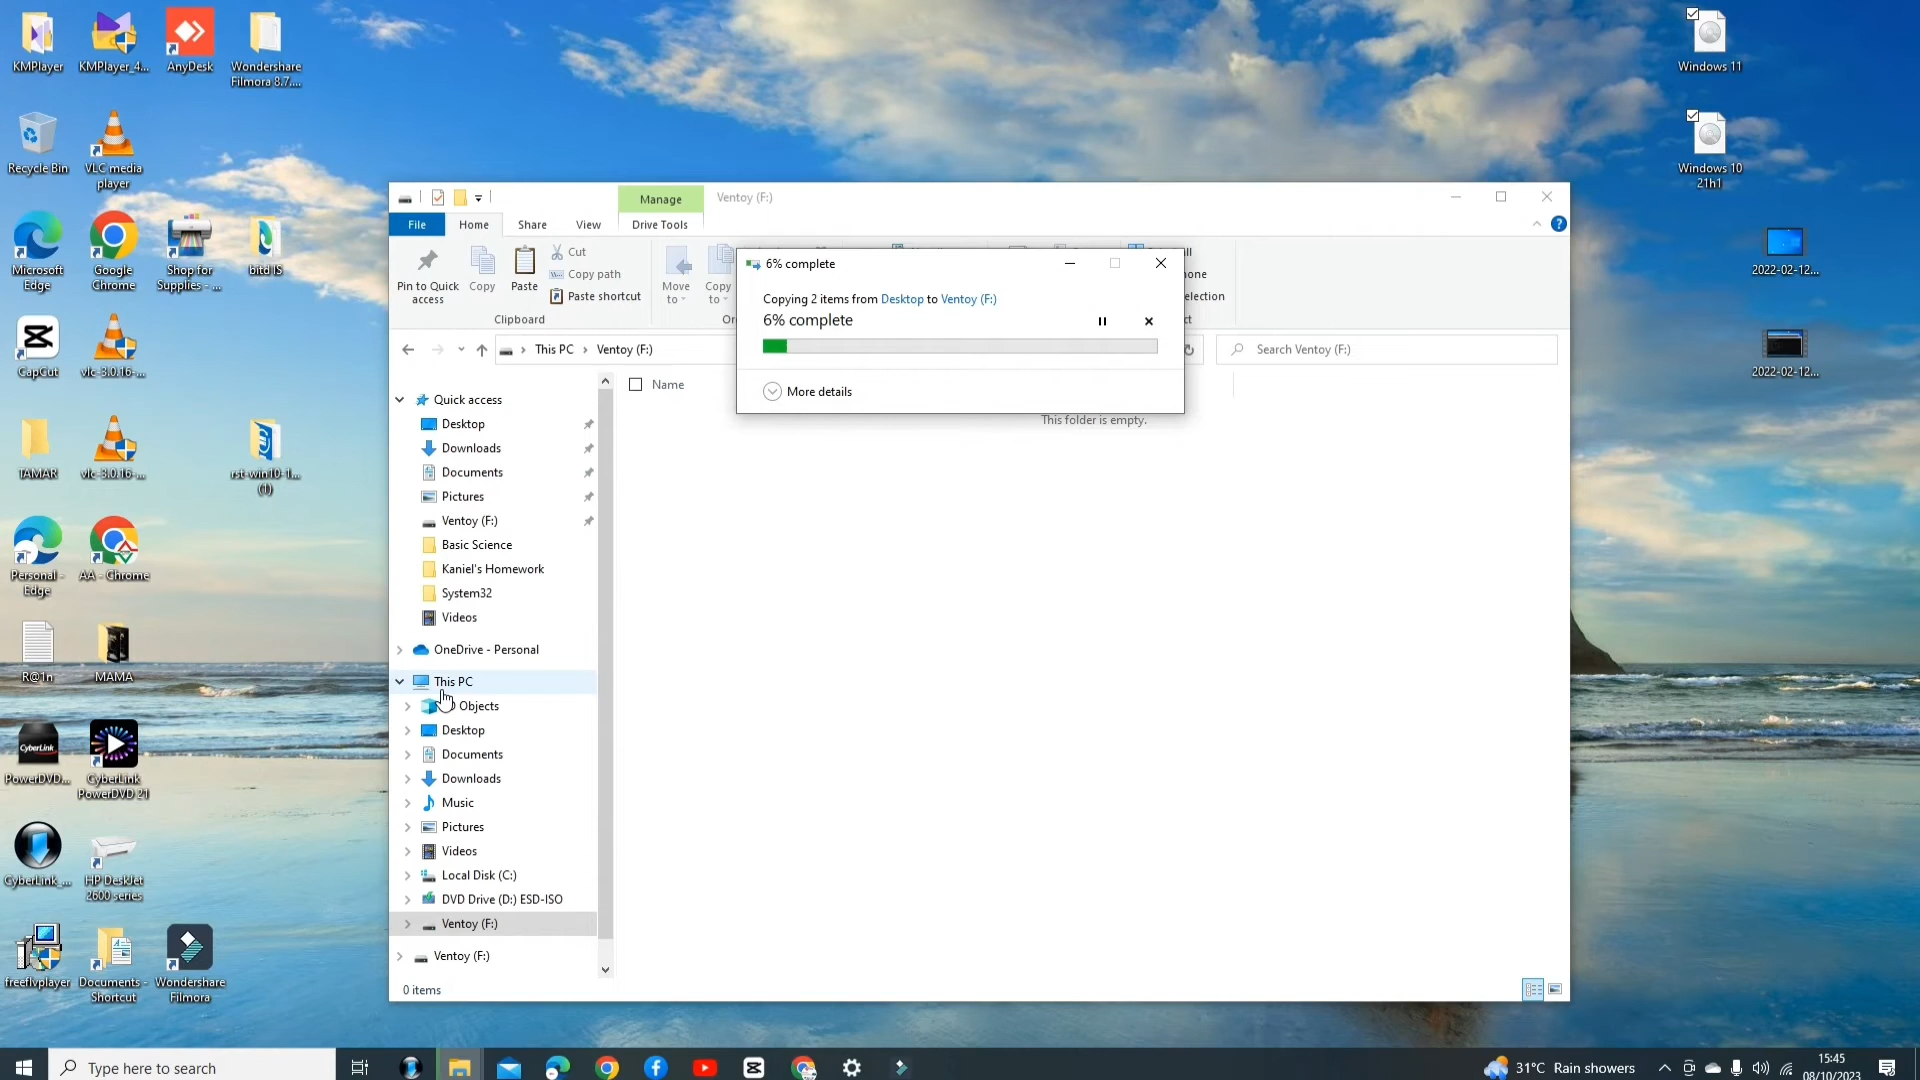 KMPlayer
KMPlayer_4...
AnyDesk
Wondershare
Filmora 8.7....
Recycle Bin
VLC media
player
Microsoft
Edge
Google
Chrome
Shop for
Supplies - ...
bitd IS
CapCut
vlc-3.0.16-...
TAMAR
vlc-3.0.16-...
rst-win10-1...
(1)
Personal -
Edge
AA - Chrome
R@1n
MAMA
CyberLink
PowerDVD...
CyberLink
PowerDVD 21
CyberLink_...
HP DeskJet
2600 series
freeflvplayer
Documents -
Shortcut
Wondershare
Filmora
Windows 11
Windows 10
21h1
2022-02-12...
2022-02-12...
Manage
Ventoy (F:)
File
Home
Share
View
Drive Tools
Pin to Quick
access
Copy
Paste
Cut
Copy path
Paste shortcut
Move
to
Copy
to
Clipboard
6% complete
Copying 2 items from Desktop to Ventoy (F:)
6% complete
More details
This PC > Ventoy (F:)
Search Ventoy (F:)
Name
This folder is empty.
Quick access
Desktop
Downloads
Documents
Pictures
Ventoy (F:)
Basic Science
Kaniel's Homework
System32
Videos
OneDrive - Personal
This PC
Objects
Desktop
Documents
Downloads
Music
Pictures
Videos
Local Disk (C:)
DVD Drive (D:) ESD-ISO
Ventoy (F:)
Ventoy (F:)
0 items
Type here to search
31°C Rain showers
15:45
08/10/2023